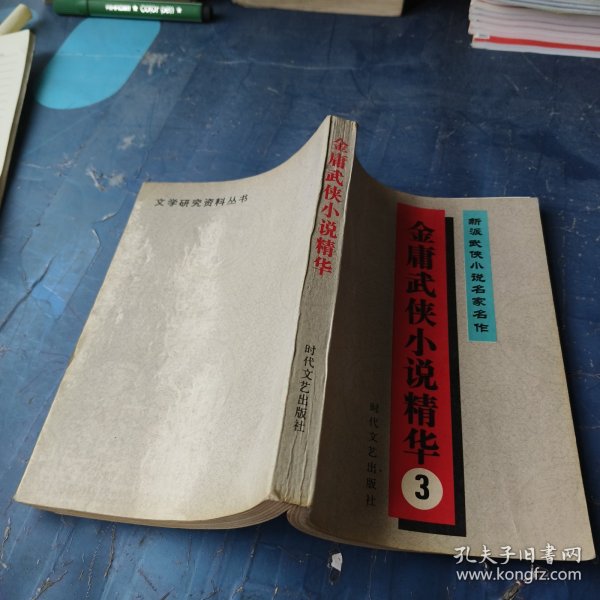 Color pen
文学研究资料丛书
金庸武侠小说精华
时代文艺出版社
新派武侠小说名家名作
金庸武侠小说精华
3
时代文艺出版社
孔夫子旧书网
www.kongfz.com